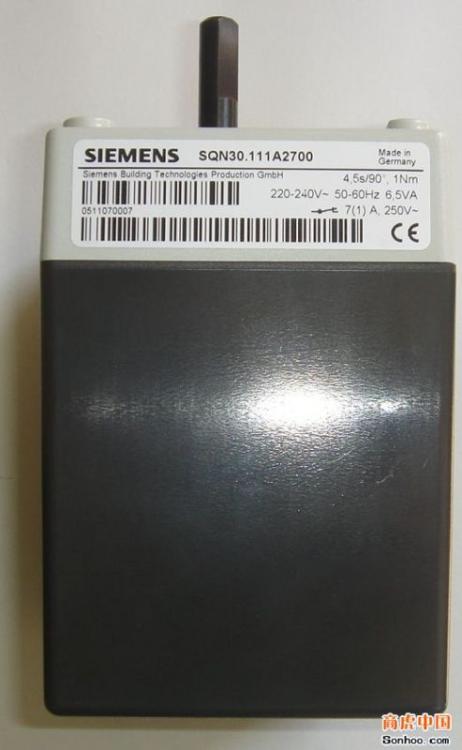 SIEMENS SQN30.111A2700 Made in Germany
Siemens Building Technologies Production GmbH 4,5s/90°, 1Nm
220-240V~ 50-60Hz 6,5VA
0511070007 7(1) A, 250V~
CE
商虎中国
Sonhoo.com